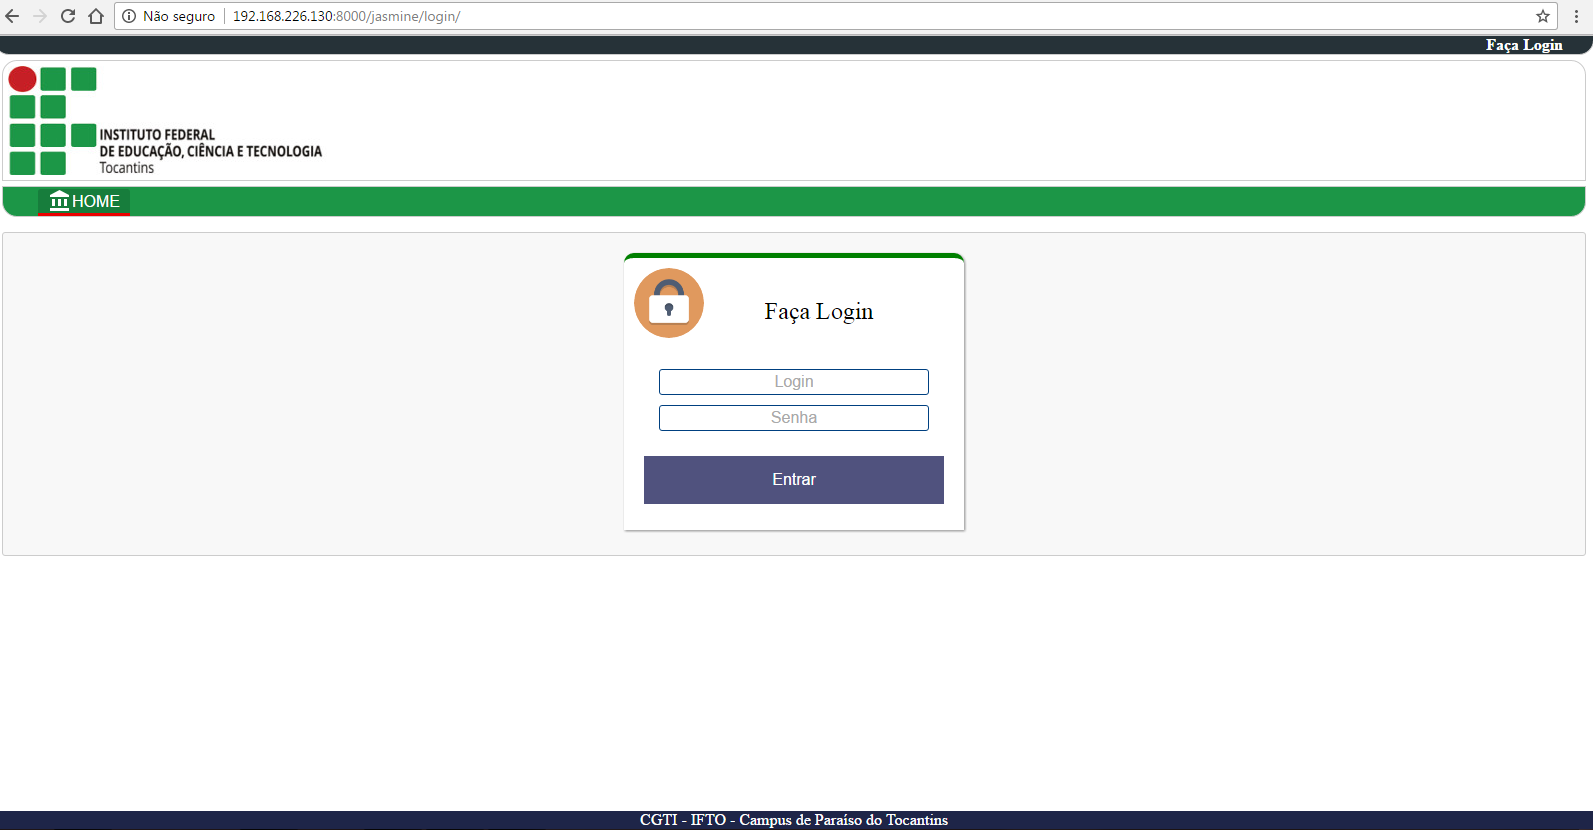 Não seguro
192.168.226.130:8000/jasmine/login/
Faça Login
INSTITUTO FEDERAL
DE EDUCAÇÃO, CIÊNCIA E TECNOLOGIA
Tocantins
HOME
Faça Login
Login
Senha
Entrar
CGTI - IFTO - Campus de Paraíso do Tocantins